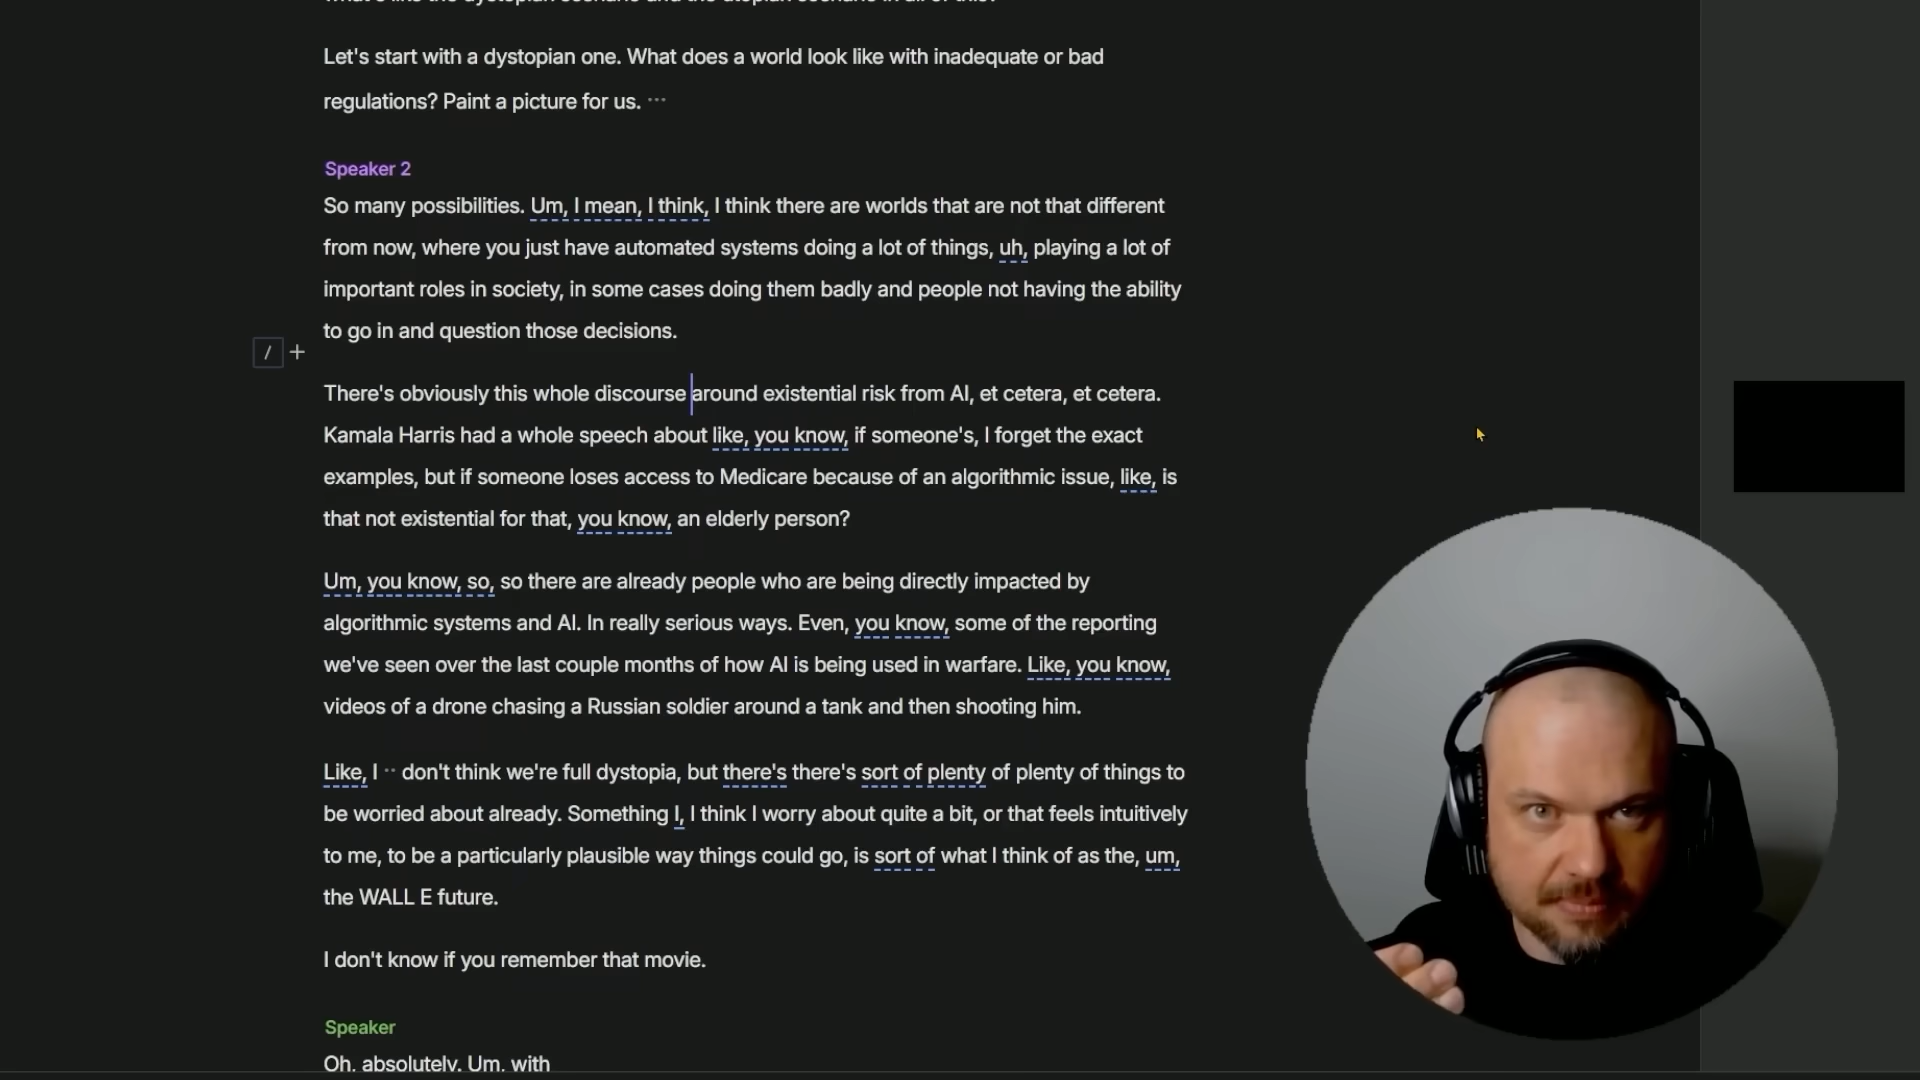 Let's start with a dystopian one. What does a world look like with inadequate or bad
regulations? Paint a picture for us. ···
Speaker 2
So many possibilities. Um, I mean, I think, I think there are worlds that are not that different
from now, where you just have automated systems doing a lot of things, uh, playing a lot of
important roles in society, in some cases doing them badly and people not having the ability
to go in and question those decisions.
/ +
There's obviously this whole discourse around existential risk from AI, et cetera, et cetera.
Kamala Harris had a whole speech about like, you know, if someone's, I forget the exact
examples, but if someone loses access to Medicare because of an algorithmic issue, like, is
that not existential for that, you know, an elderly person?
Um, you know, so, so there are already people who are being directly impacted by
algorithmic systems and AI. In really serious ways. Even, you know, some of the reporting
we've seen over the last couple months of how AI is being used in warfare. Like, you know,
videos of a drone chasing a Russian soldier around a tank and then shooting him.
Like, I ·· don't think we're full dystopia, but there's there's sort of plenty of plenty of things to
be worried about already. Something I, I think I worry about quite a bit, or that feels intuitively
to me, to be a particularly plausible way things could go, is sort of what I think of as the, um,
the WALL E future.
I don't know if you remember that movie.
Speaker
Oh, absolutely. Um, with